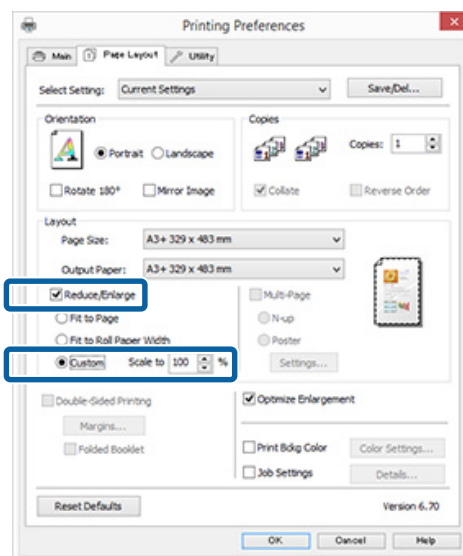 Printing Preferences
Main Page Layout Utility
Select Setting: Current Settings Save/Del...
Orientation Copies
Portrait Landscape Copies: 1
Rotate 180° Mirror Image Collate Reverse Order
Layout
Page Size: A3+ 329 x 483 mm
Output Paper: A3+ 329 x 483 mm
Reduce/Enlarge Multi-Page
Fit to Page N-up
Fit to Roll Paper Width Poster
Custom Scale to 100 % Settings...
Double-Sided Printing Optimize Enlargement
Margins...
Folded Booklet Print Bckg Color Color Settings...
Job Settings Details...
Reset Defaults Version 6.70
OK Cancel Help